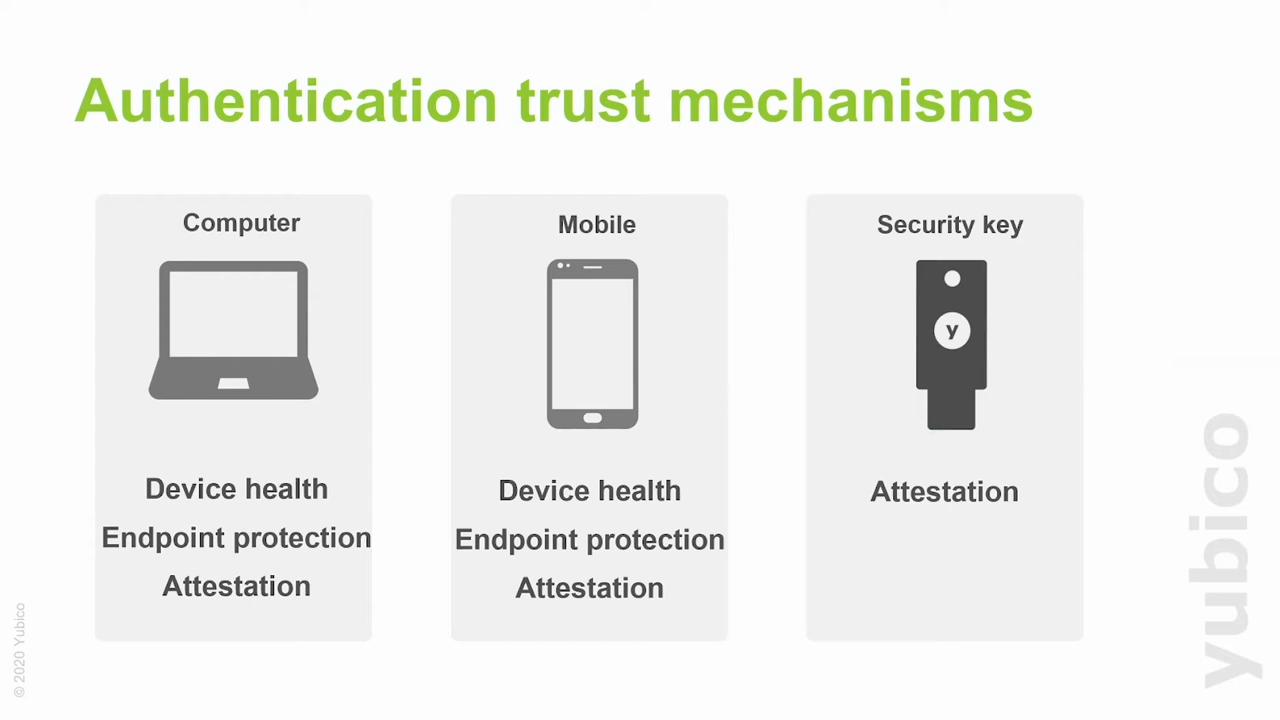 Authentication trust mechanisms
Computer
Device health
Endpoint protection
Attestation
Mobile
Device health
Endpoint protection
Attestation
Security key
y
Attestation
yubico
© 2020 Yubico